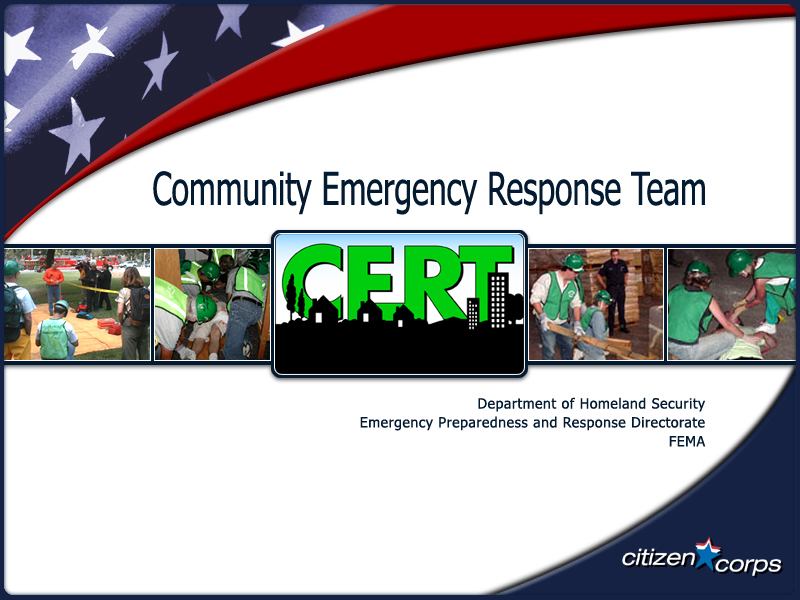 Community Emergency Response Team
CERT
Department of Homeland Security
Emergency Preparedness and Response Directorate
FEMA
citizen corps